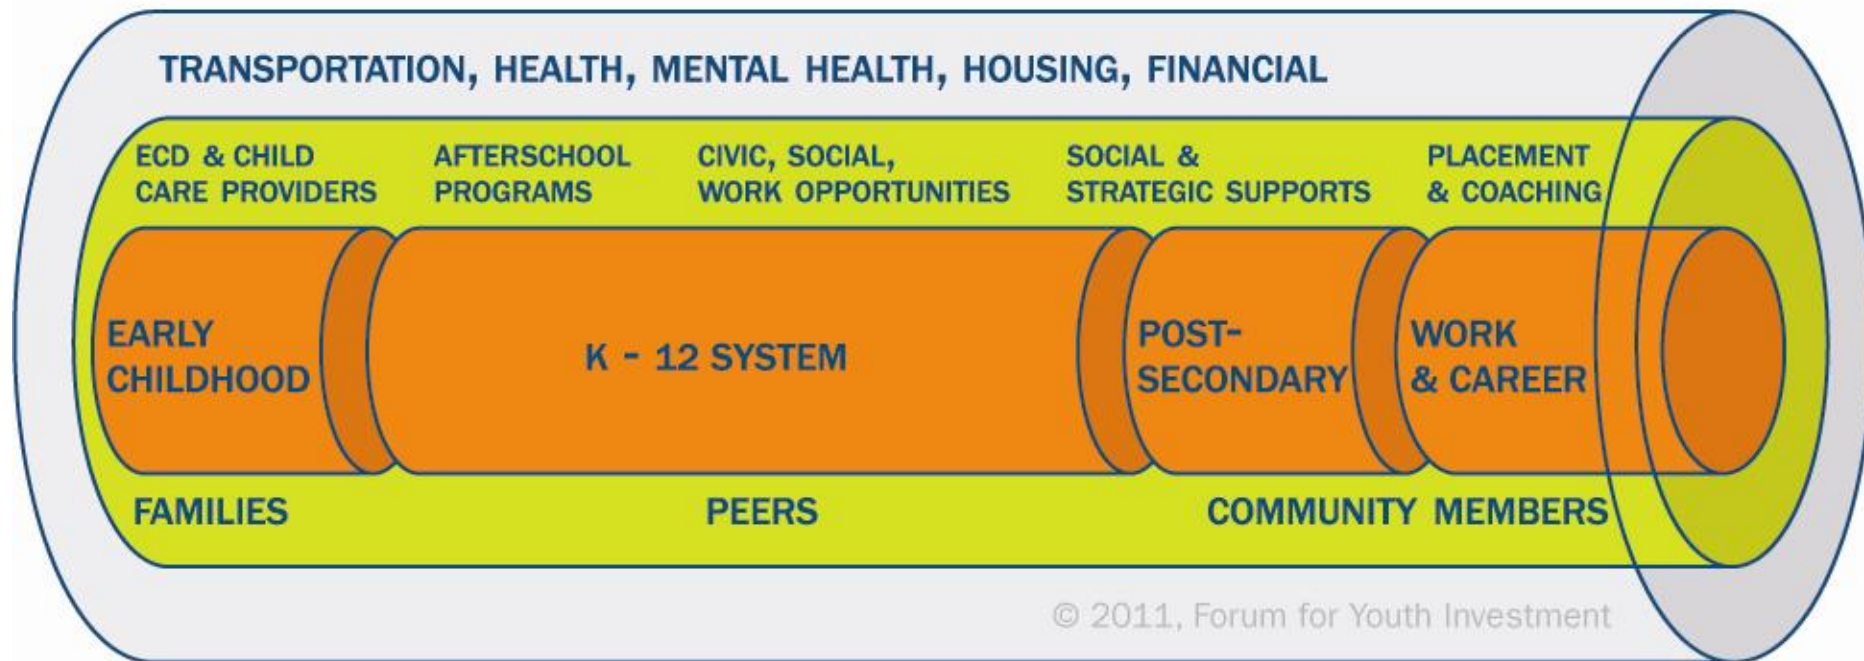 TRANSPORTATION, HEALTH, MENTAL HEALTH, HOUSING, FINANCIAL
ECD & CHILD
CARE PROVIDERS
AFTERSCHOOL
PROGRAMS
CIVIC, SOCIAL,
WORK OPPORTUNITIES
SOCIAL &
STRATEGIC SUPPORTS
PLACEMENT
& COACHING
EARLY
CHILDHOOD
K - 12 SYSTEM
POST-
SECONDARY
WORK
& CAREER
FAMILIES
PEERS
COMMUNITY MEMBERS
© 2011, Forum for Youth Investment